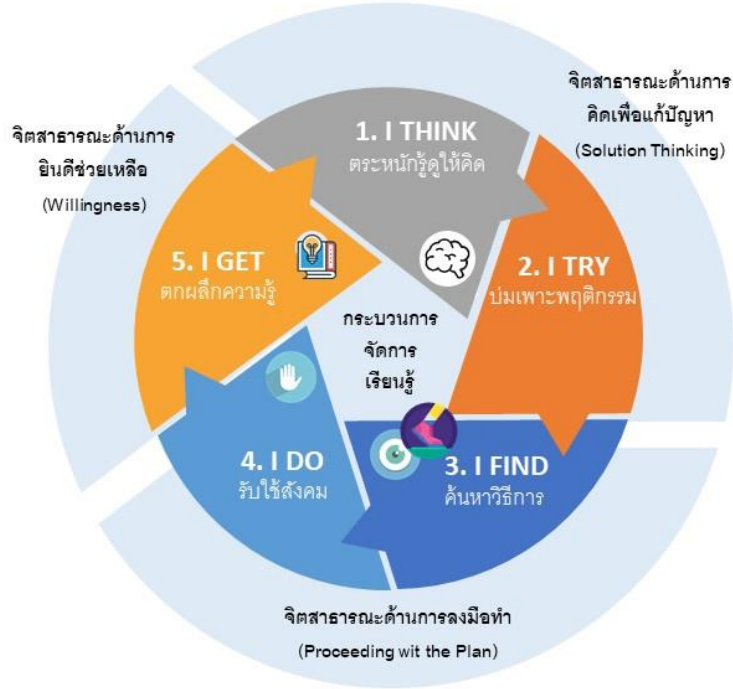 จิตสาธารณะด้านการ
คิดเพื่อแก้ปัญหา
(Solution Thinking)
จิตสาธารณะด้านการ
ยินดีช่วยเหลือ
(Willingness)
1. I THINK
ตระหนักรู้ดูให้คิด
2. I TRY
บ่มเพาะพฤติกรรม
3. I FIND
ค้นหาวิธีการ
4. I DO
รับใช้สังคม
5. I GET
ตกผลึกความรู้
กระบวนการ
จัดการ
เรียนรู้
จิตสาธารณะด้านการลงมือทำ
(Proceeding wit the Plan)